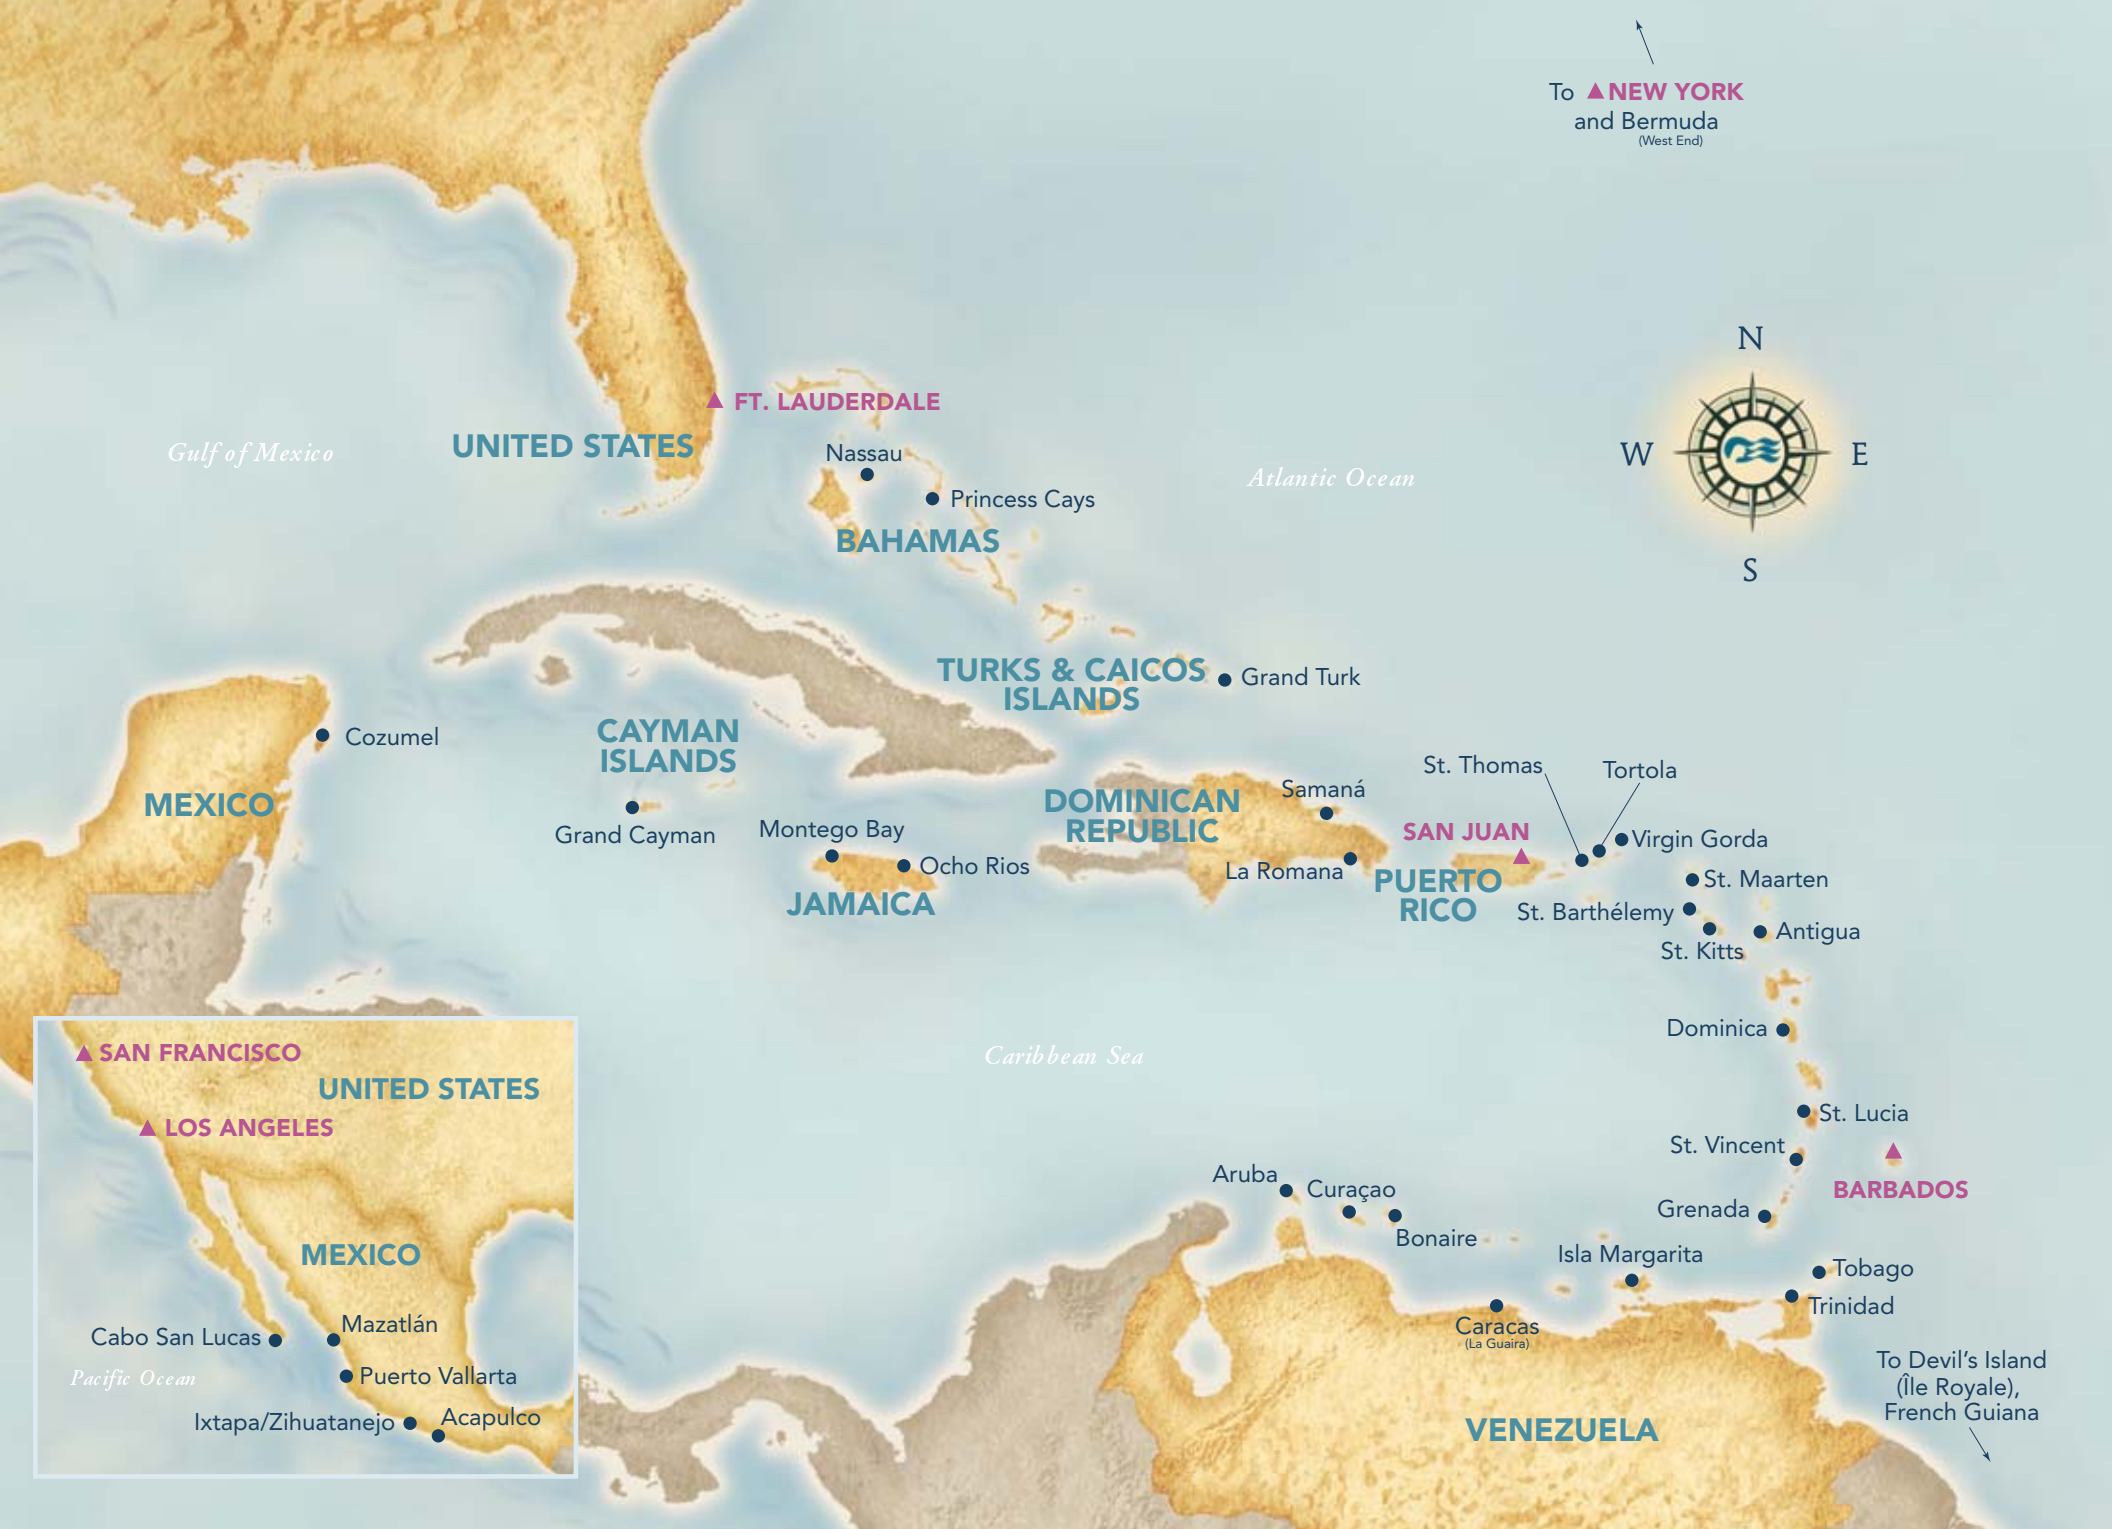 To ▲NEW YORK
and Bermuda
(West End)
N
W
E
S
FT. LAUDERDALE
UNITED STATES
Gulf of Mexico
Nassau
Princess Cays
BAHAMAS
Atlantic Ocean
TURKS & CAICOS
ISLANDS
Grand Turk
Cozumel
CAYMAN
ISLANDS
MEXICO
Grand Cayman
Montego Bay
Ocho Rios
JAMAICA
DOMINICAN
REPUBLIC
Samaná
La Romana
SAN JUAN
PUERTO
RICO
St. Thomas
Tortola
Virgin Gorda
St. Maarten
St. Barthélemy
St. Kitts
Antigua
Dominica
Caribbean Sea
St. Lucia
St. Vincent
BARBADOS
Grenada
Aruba
Curaçao
Bonaire
Isla Margarita
Tobago
Trinidad
Caracas
(La Guaira)
VENEZUELA
To Devil’s Island
(Île Royale),
French Guiana
SAN FRANCISCO
UNITED STATES
LOS ANGELES
MEXICO
Mazatlán
Cabo San Lucas
Pacific Ocean
Puerto Vallarta
Ixtapa/Zihuatanejo
Acapulco